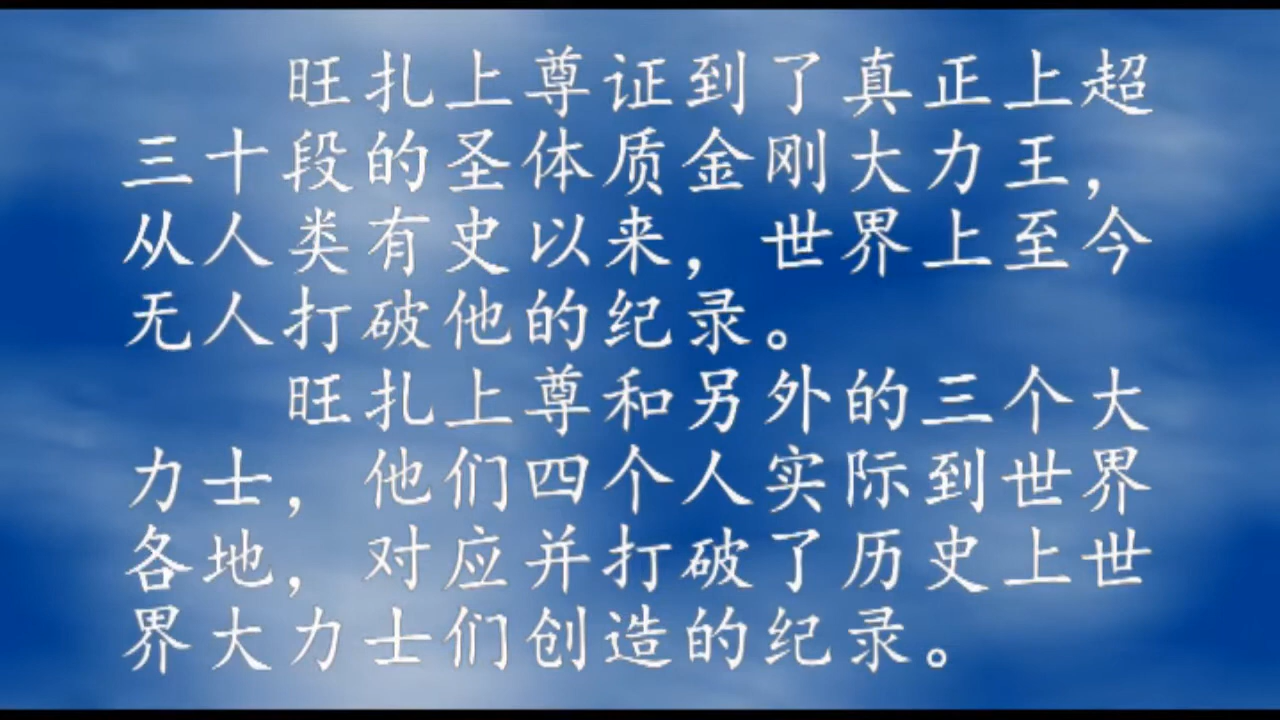 旺扎上尊证到了真正上超
三十段的圣体质金刚大力王，
从人类有史以来，世界上至今
无人打破他的纪录。
旺扎上尊和另外的三个大
力士，他们四个人实际到世界
各地，对应并打破了历史上世
界大力士们创造的纪录。